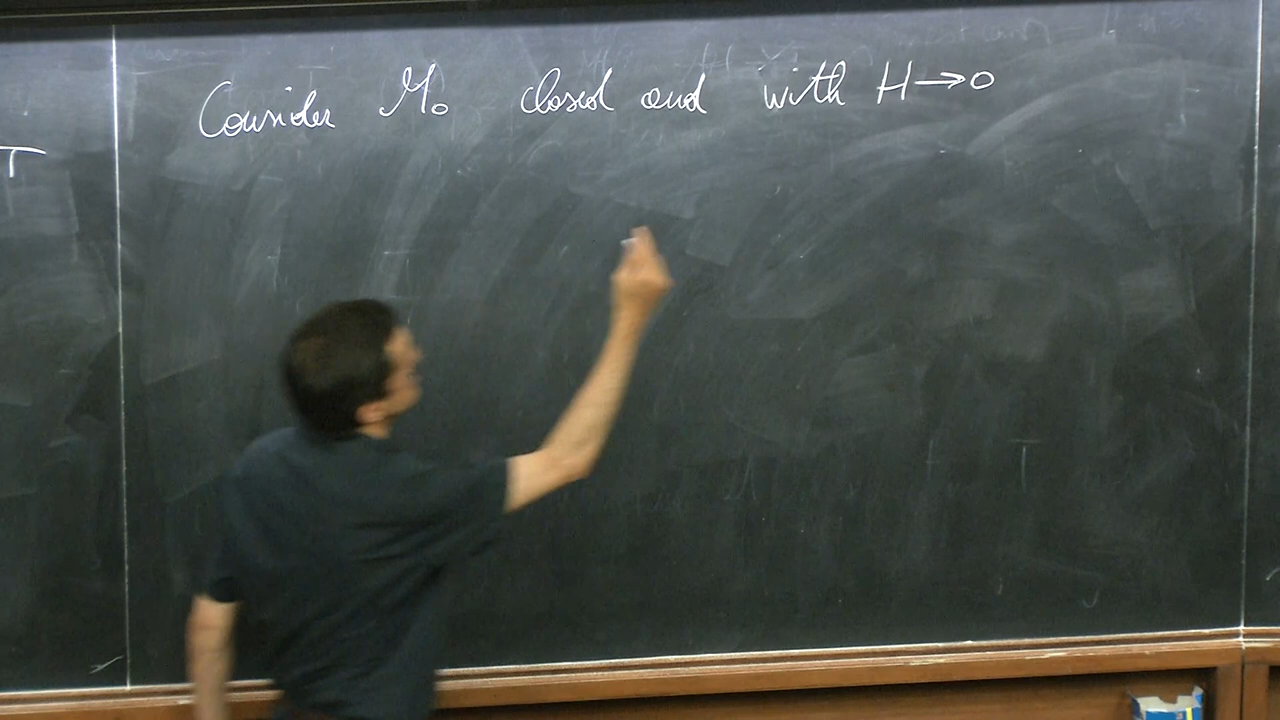 Consider M₀ closed and with H→0
T